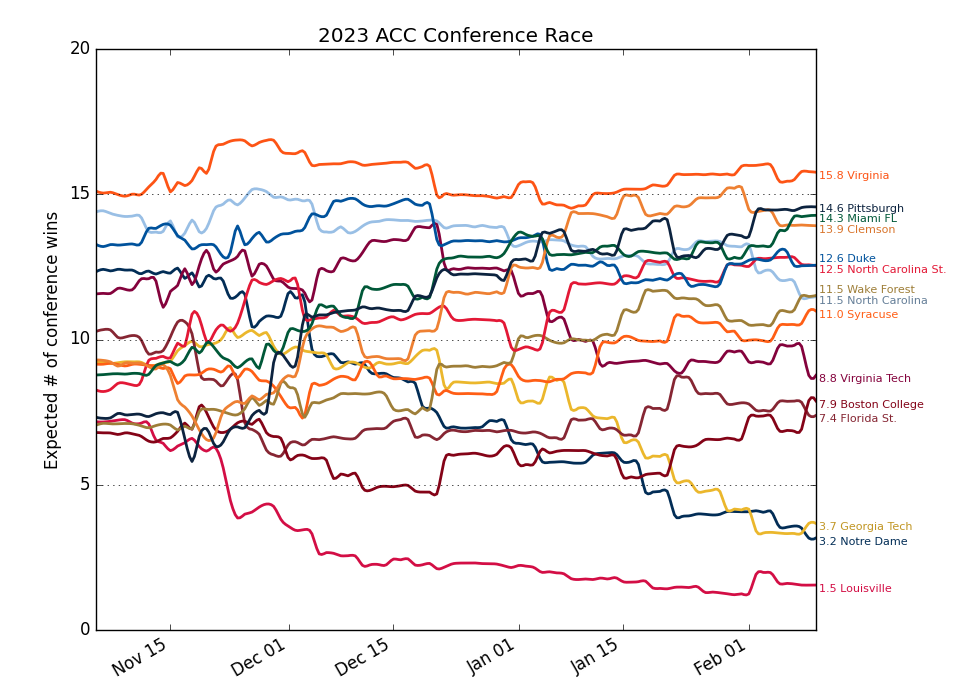 2023 ACC Conference Race
Expected # of conference wins
20
15
10
5
0
Nov 15
Dec 01
Dec 15
Jan 01
Jan 15
Feb 01
15.8 Virginia
14.6 Pittsburgh
14.3 Miami FL
13.9 Clemson
12.6 Duke
12.5 North Carolina St.
11.5 Wake Forest
11.5 North Carolina
11.0 Syracuse
8.8 Virginia Tech
7.9 Boston College
7.4 Florida St.
3.7 Georgia Tech
3.2 Notre Dame
1.5 Louisville